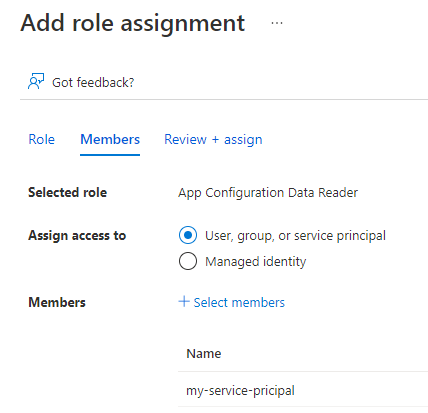 Add role assignment ...
Got feedback?
Role Members Review + assign
Selected role App Configuration Data Reader
Assign access to User, group, or service principal
Managed identity
Members + Select members
Name
my-service-pricipal